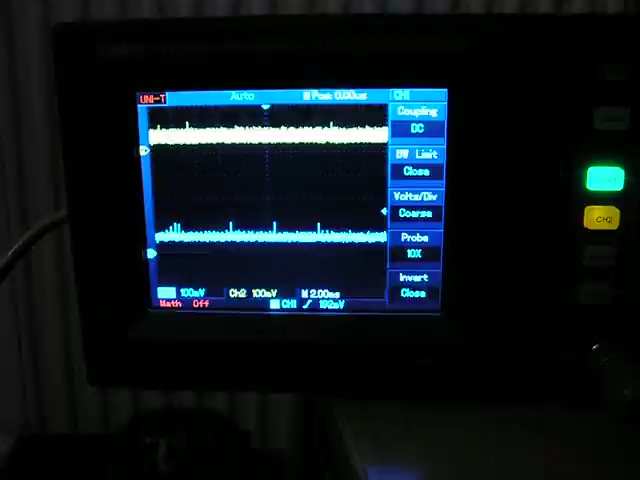 UNI-T Auto M Pos: 0.00us CH1
Coupling
DC
BW Limit
Close
Volts/Div
Coarse
Probe
10X
Invert
Close
100mV Ch2 100mV M 2.00ms
Math Off CH1 192mV
CH2